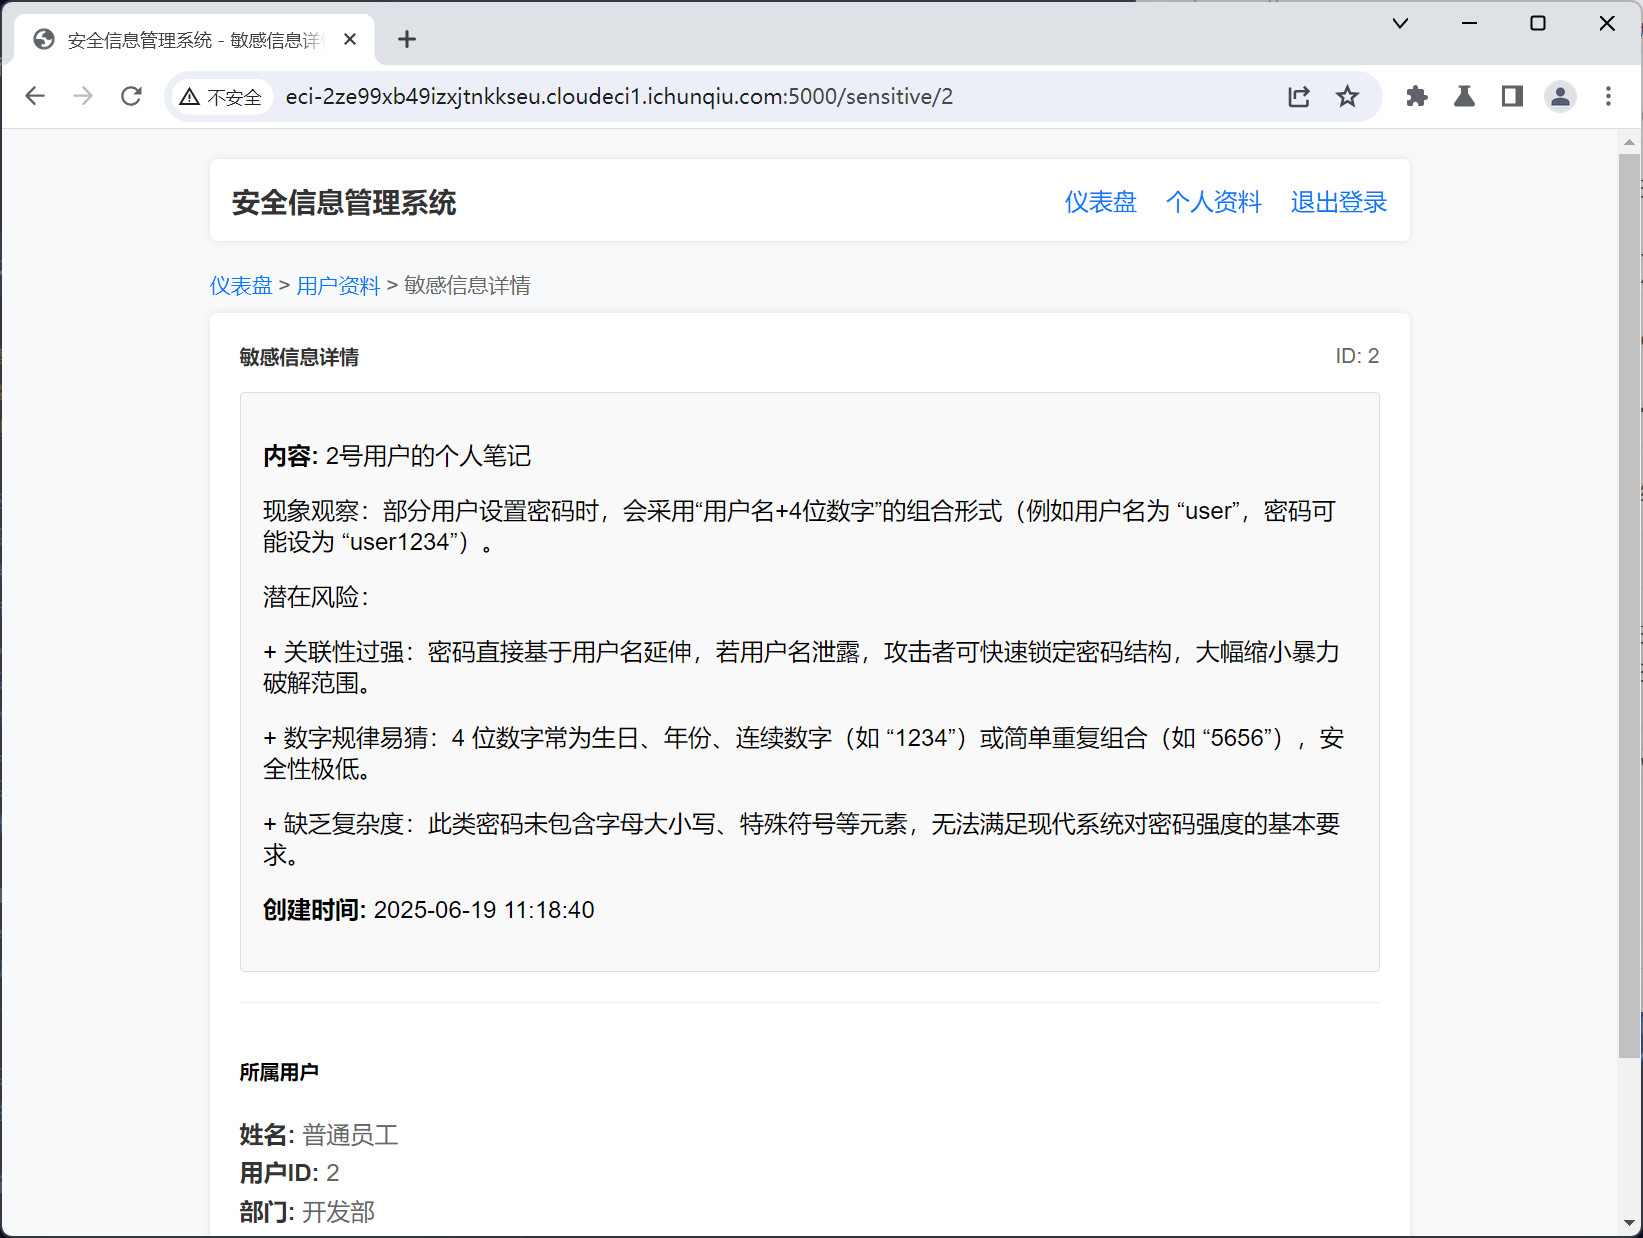 安全信息管理系统 - 敏感信息详
不安全
eci-2ze99xb49izxjtnkkseu.cloudeci1.ichunqiu.com:5000/sensitive/2
安全信息管理系统
仪表盘 个人资料 退出登录
仪表盘 > 用户资料 > 敏感信息详情
敏感信息详情
ID: 2
内容: 2号用户的个人笔记
现象观察：部分用户设置密码时，会采用“用户名+4位数字”的组合形式（例如用户名为 “user”，密码可
能设为 “user1234”）。
潜在风险：
+ 关联性过强：密码直接基于用户名延伸，若用户名泄露，攻击者可快速锁定密码结构，大幅缩小暴力
破解范围。
+ 数字规律易猜：4 位数字常为生日、年份、连续数字（如 “1234”）或简单重复组合（如 “5656”），安
全性极低。
+ 缺乏复杂度：此类密码未包含字母大小写、特殊符号等元素，无法满足现代系统对密码强度的基本要
求。
创建时间: 2025-06-19 11:18:40
所属用户
姓名: 普通员工
用户ID: 2
部门: 开发部